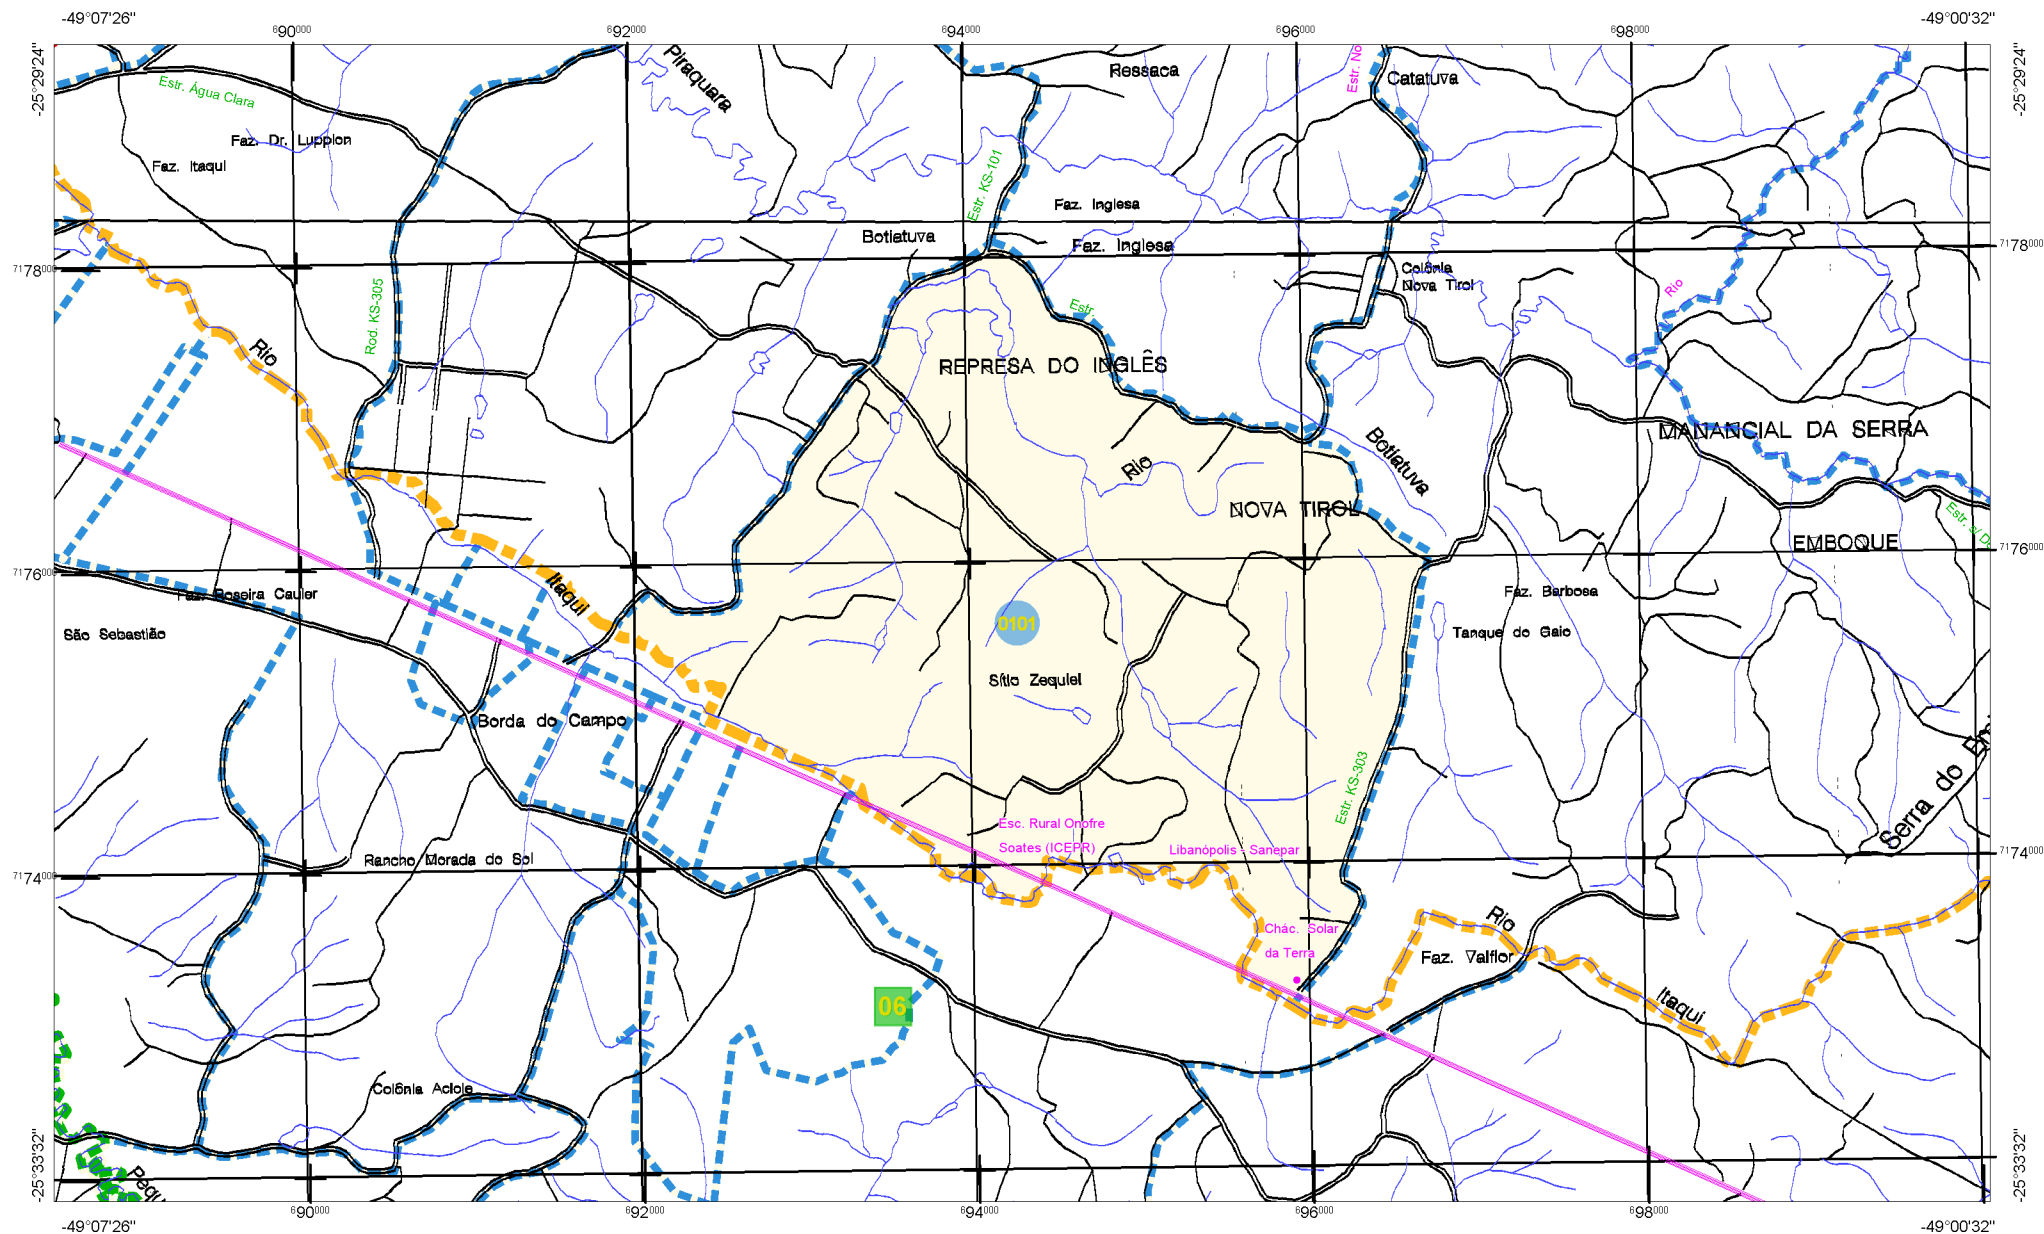 -49°07'26"
-49°00'32"
690000
692000
694000
696000
698000
-25°29'24"
-25°29'24"
Piraquara
Ressaca
Estr. No
Catatuva
Estr. Água Clara
Faz. Dr. Luppion
Faz. Itaqui
Estr. KS-101
Faz. Inglesa
Botiatuva
Faz. Inglesa
7178000
7178000
Colônia
Nova Tirol
Rio
Rod. KS-305
Estr.
Rio
REPRESA DO INGLÊS
MANANCIAL DA SERRA
Botiatuva
Rio
NOVA TIROL
Estr. s/ D
EMBOQUE
7176000
7176000
Itaqui
Faz. Roseira Cauler
Faz. Barbosa
0101
São Sebastião
Tanque do Gaio
Sítio Zequiel
Borda do Campo
Estr. KS-303
Serra do
Esc. Rural Onofre
Soates (ICEPR)
Libanópolis - Sanepar
Rancho Morada do Sol
7174000
7174000
Rio
Chác. Solar
da Terra
Faz. Valflor
06
Itaqui
Colônia Aciole
Pequ
-25°33'32"
-25°33'32"
690000
692000
694000
696000
698000
-49°07'26"
-49°00'32"